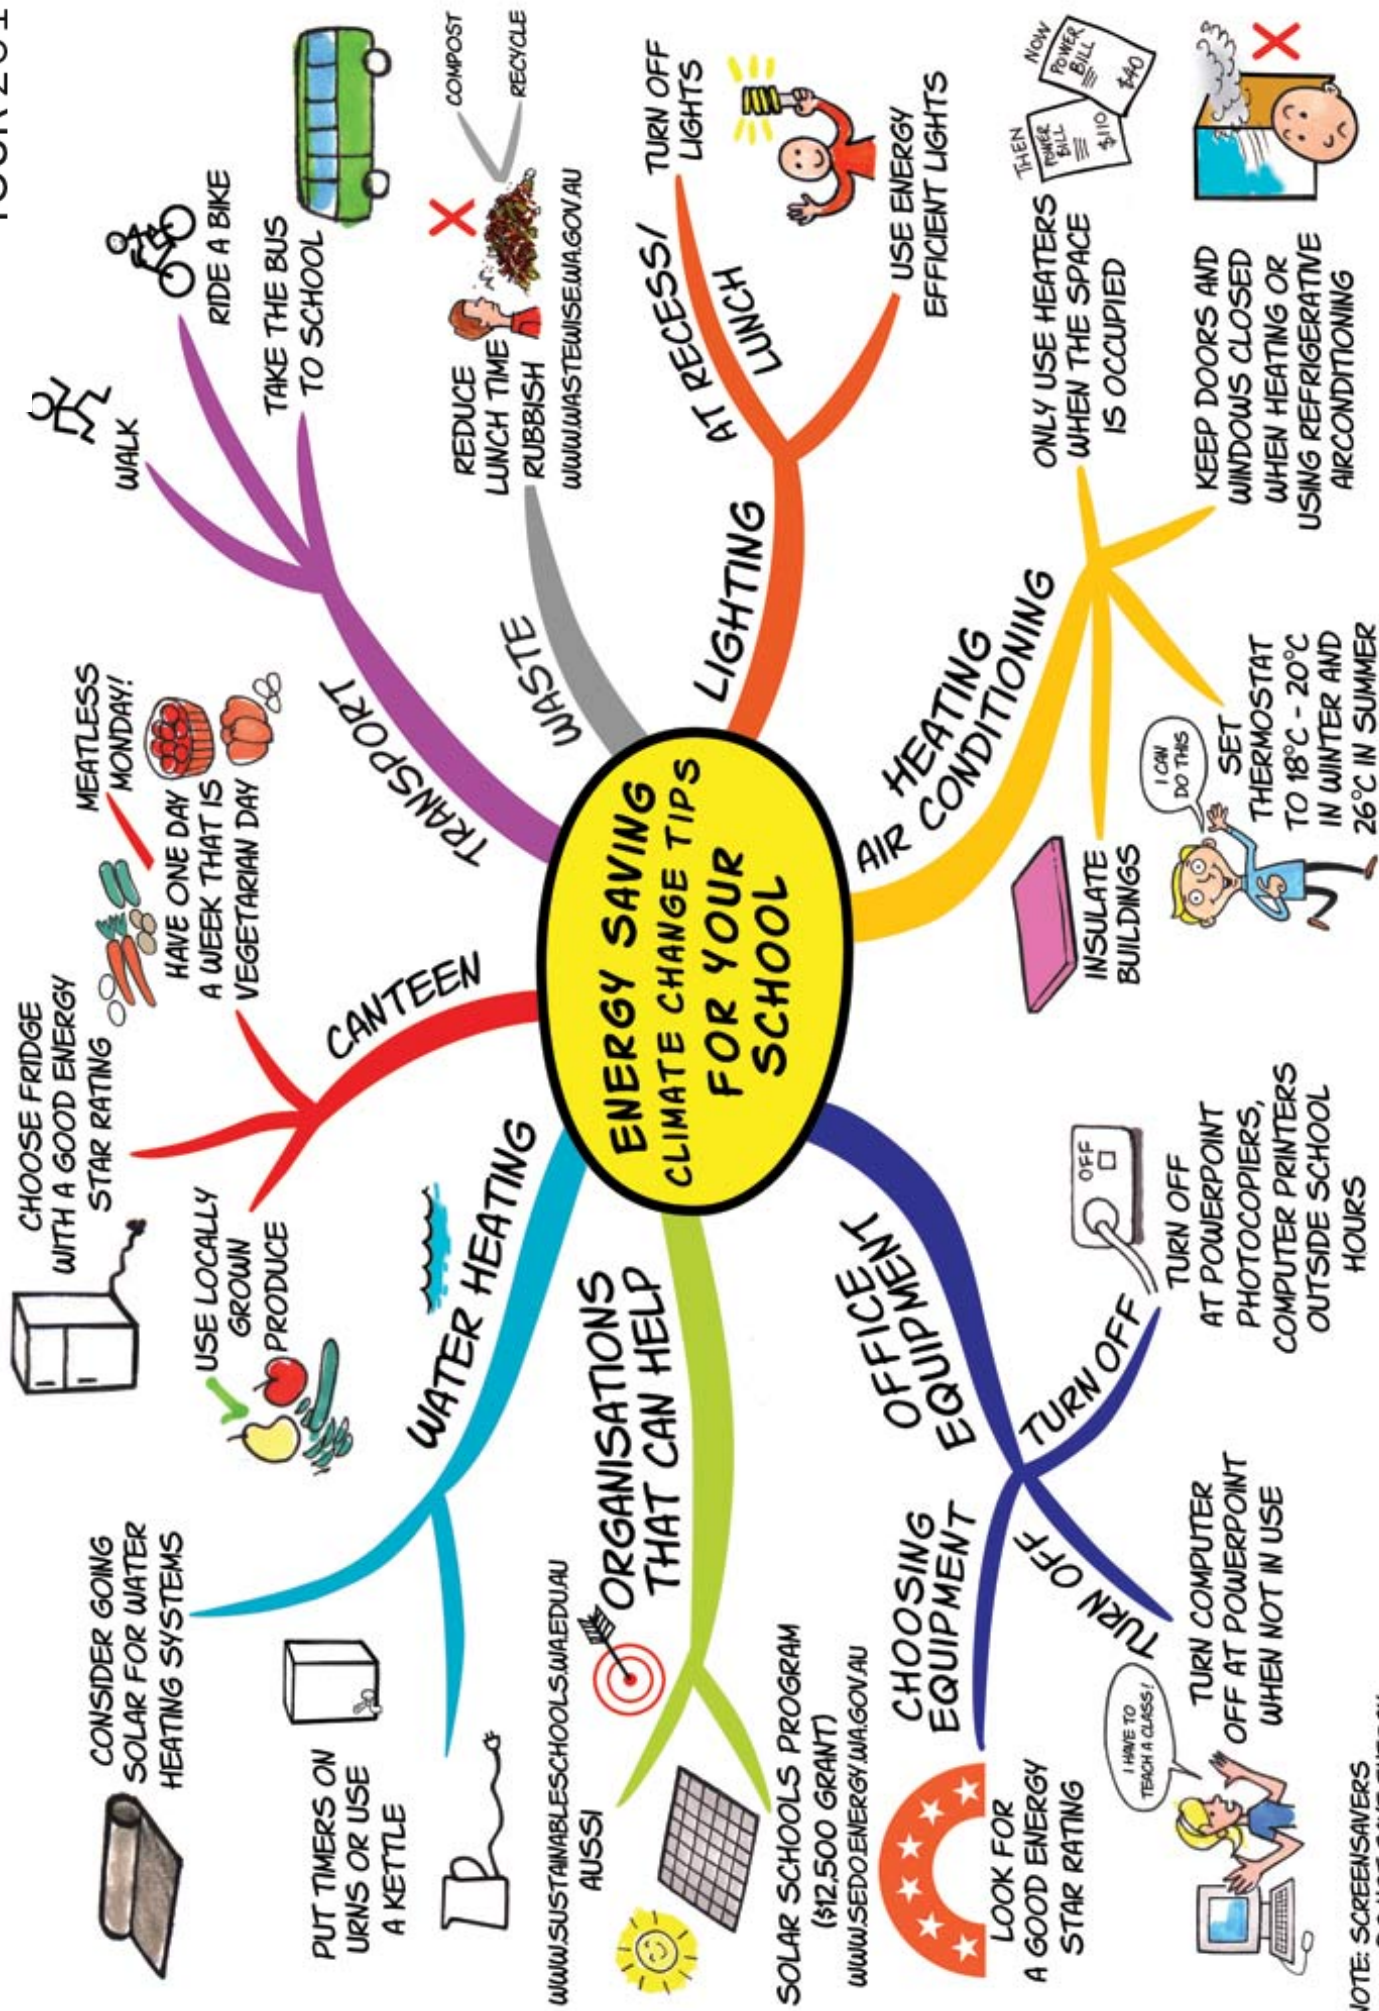 ENERGY SAVING
CLIMATE CHANGE TIPS
FOR YOUR
SCHOOL
TRANSPORT
WALK
RIDE A BIKE
TAKE THE BUS
TO SCHOOL
WASTE
REDUCE
LUNCH TIME
RUBBISH
WWW.WASTEWISE.WA.GOV.AU
COMPOST
RECYCLE
LIGHTING
AT RECESS/
LUNCH
TURN OFF
LIGHTS
USE ENERGY
EFFICIENT LIGHTS
HEATING
AIR CONDITIONING
ONLY USE HEATERS
WHEN THE SPACE
IS OCCUPIED
THEN
POWER
BILL
$110
NOW
POWER
BILL
$40
KEEP DOORS AND
WINDOWS CLOSED
WHEN HEATING OR
USING REFRIGERATIVE
AIRCONDITIONING
I CAN
DO THIS
SET
THERMOSTAT
TO 18°C - 20°C
IN WINTER AND
26°C IN SUMMER
INSULATE
BUILDINGS
OFFICE
EQUIPMENT
TURN OFF
OFF
TURN OFF
AT POWERPOINT
PHOTOCOPIERS,
COMPUTER PRINTERS
OUTSIDE SCHOOL
HOURS
TURN OFF
TURN COMPUTER
OFF AT POWERPOINT
WHEN NOT IN USE
I HAVE TO
TEACH A CLASS!
NOTE: SCREENSAVERS
CHOOSING
EQUIPMENT
LOOK FOR
A GOOD ENERGY
STAR RATING
ORGANISATIONS
THAT CAN HELP
WWW.SUSTAINABLESCHOOLS.WA.EDU.AU
AUSSI
SOLAR SCHOOLS PROGRAM
($12,500 GRANT)
WWW.SEDO.ENERGY.WA.GOV.AU
WATER HEATING
CONSIDER GOING
SOLAR FOR WATER
HEATING SYSTEMS
PUT TIMERS ON
URNS OR USE
A KETTLE
CANTEEN
USE LOCALLY
GROWN
PRODUCE
CHOOSE FRIDGE
WITH A GOOD ENERGY
STAR RATING
HAVE ONE DAY
A WEEK THAT IS
VEGETARIAN DAY
MEATLESS
MONDAY!